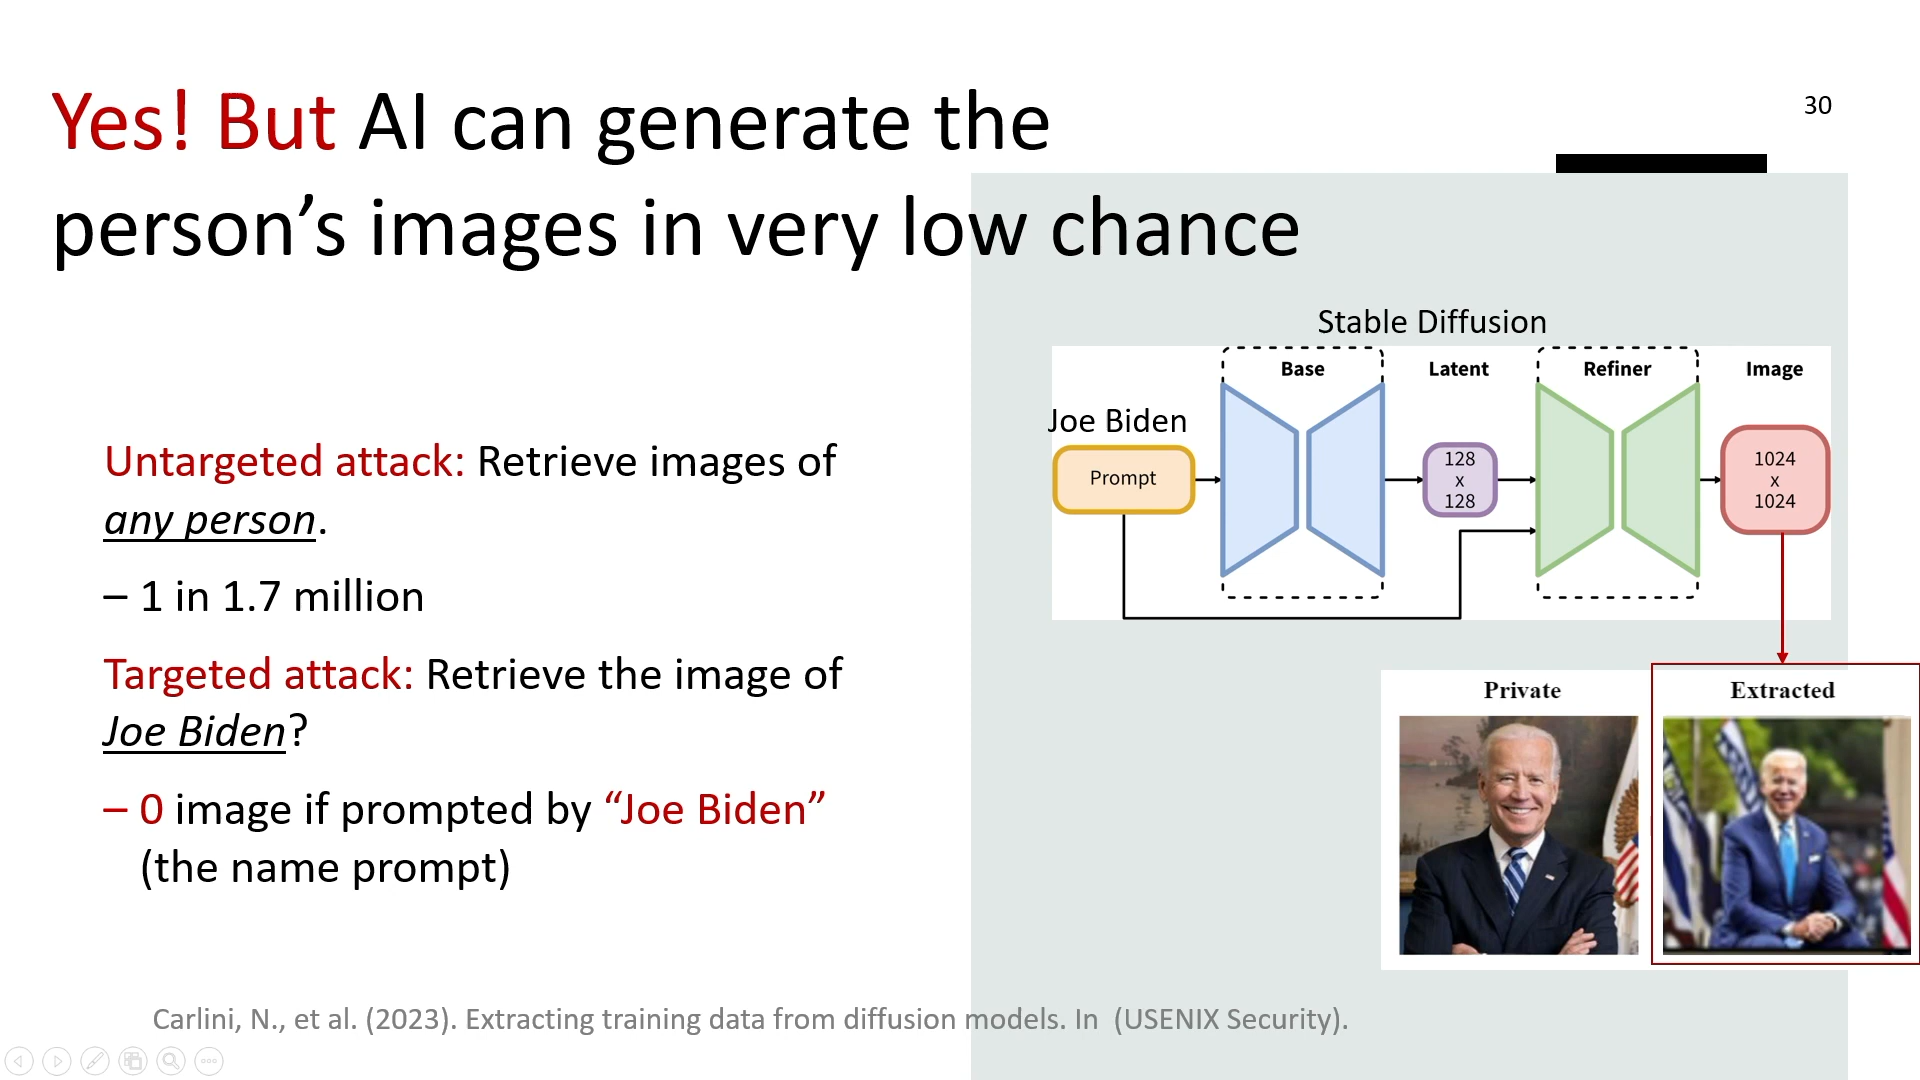 Yes! But AI can generate the
person’s images in very low chance
30
Stable Diffusion
Base
Latent
Refiner
Image
Joe Biden
Prompt
128
x
128
1024
x
1024
Untargeted attack: Retrieve images of
any person.
– 1 in 1.7 million
Targeted attack: Retrieve the image of
Joe Biden?
– 0 image if prompted by “Joe Biden”
(the name prompt)
Private
Extracted
Carlini, N., et al. (2023). Extracting training data from diffusion models. In (USENIX Security).